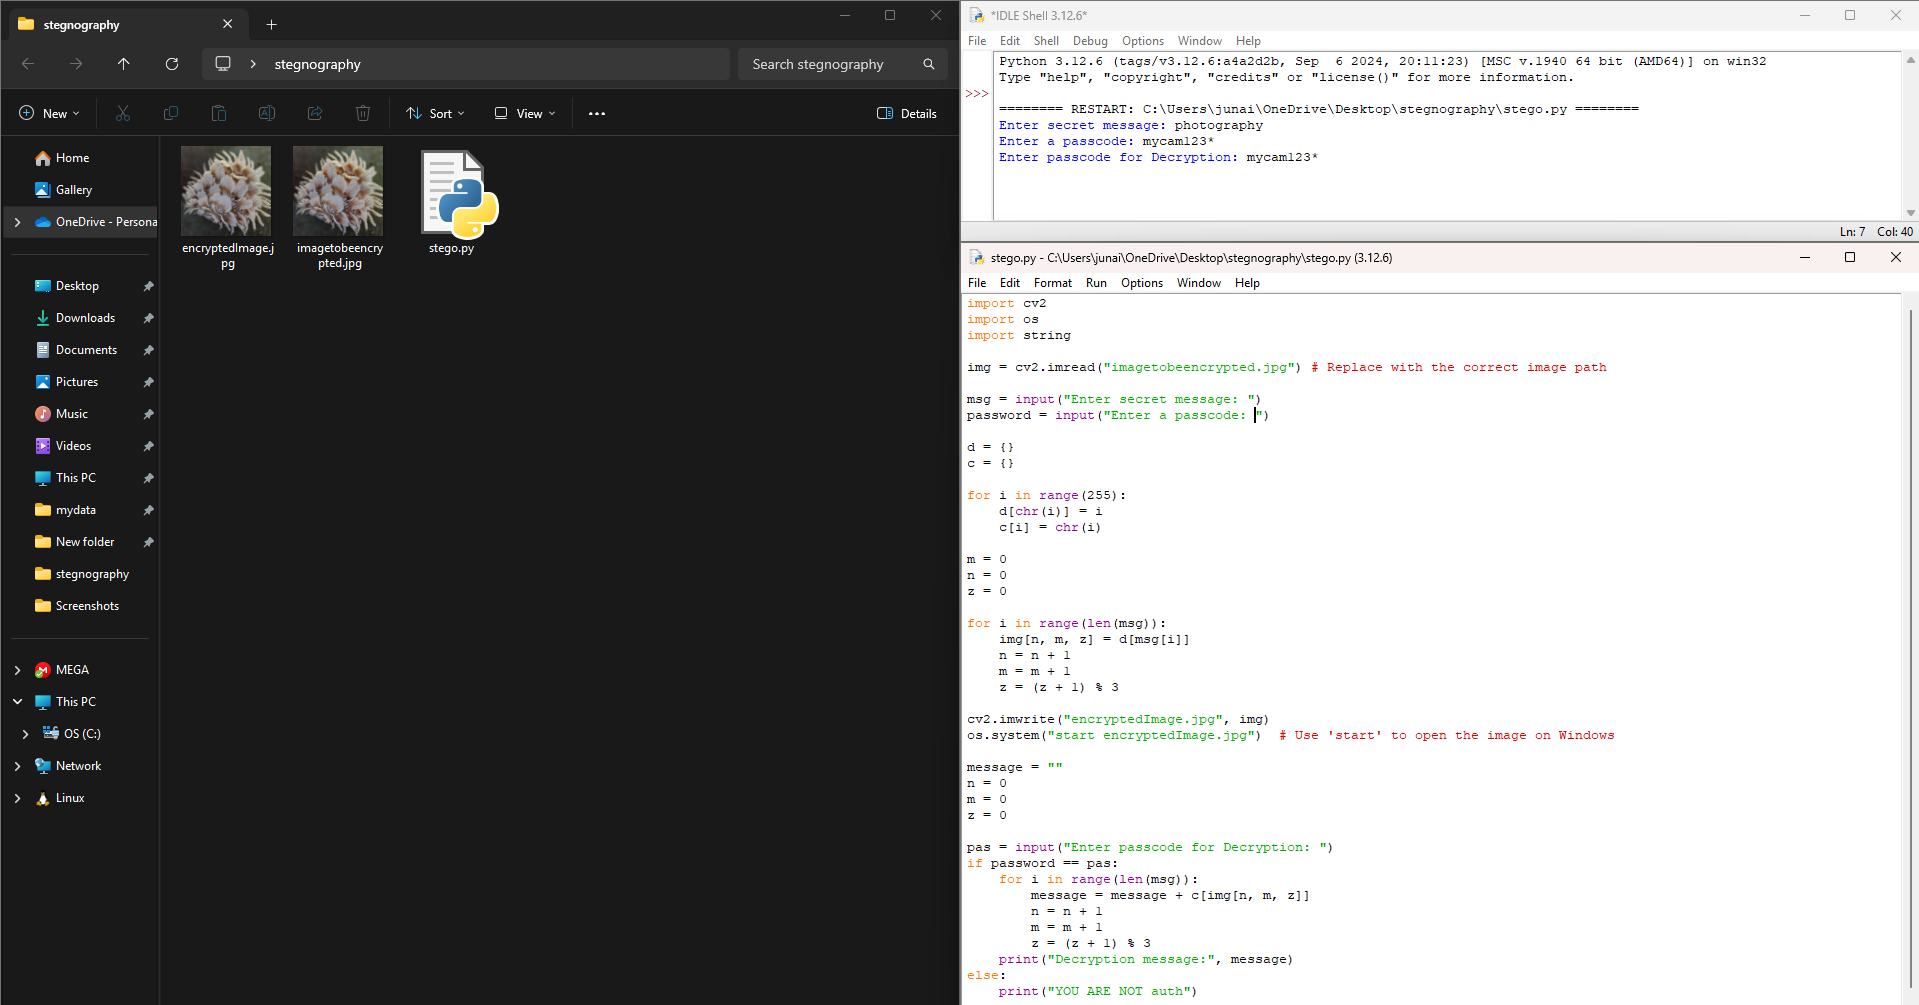 stegnography
stegnography
Search stegnography
New
Sort
View
Details
Home
Gallery
OneDrive - Persona
Desktop
Downloads
Documents
Pictures
Music
Videos
This PC
mydata
New folder
stegnography
Screenshots
MEGA
This PC
OS (C:)
Network
Linux
encryptedImage.j
pg
imagetobeencry
pted.jpg
stego.py
*IDLE Shell 3.12.6*
File Edit Shell Debug Options Window Help
Python 3.12.6 (tags/v3.12.6:a4a2d2b, Sep  6 2024, 20:11:23) [MSC v.1940 64 bit (AMD64)] on win32
Type "help", "copyright", "credits" or "license()" for more information.
>>>
======== RESTART: C:\Users\junai\OneDrive\Desktop\stegnography\stego.py ========
Enter secret message: photography
Enter a passcode: mycam123*
Enter passcode for Decryption: mycam123*
Ln: 7 Col: 40
stego.py - C:\Users\junai\OneDrive\Desktop\stegnography\stego.py (3.12.6)
File Edit Format Run Options Window Help
import cv2
import os
import string
img = cv2.imread("imagetobeencrypted.jpg") # Replace with the correct image path
msg = input("Enter secret message: ")
password = input("Enter a passcode: ")
d = {}
c = {}
for i in range(255):
    d[chr(i)] = i
    c[i] = chr(i)
m = 0
n = 0
z = 0
for i in range(len(msg)):
    img[n, m, z] = d[msg[i]]
    n = n + 1
    m = m + 1
    z = (z + 1) % 3
cv2.imwrite("encryptedImage.jpg", img)
os.system("start encryptedImage.jpg")  # Use 'start' to open the image on Windows
message = ""
n = 0
m = 0
z = 0
pas = input("Enter passcode for Decryption: ")
if password == pas:
    for i in range(len(msg)):
        message = message + c[img[n, m, z]]
        n = n + 1
        m = m + 1
        z = (z + 1) % 3
    print("Decryption message:", message)
else:
    print("YOU ARE NOT auth")